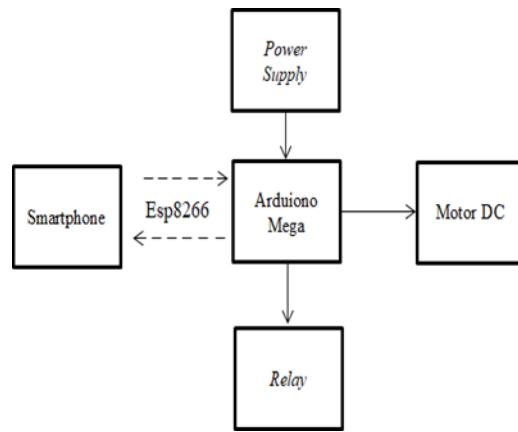 Power
Supply
Smartphone
Esp8266
Arduiono
Mega
Motor DC
Relay